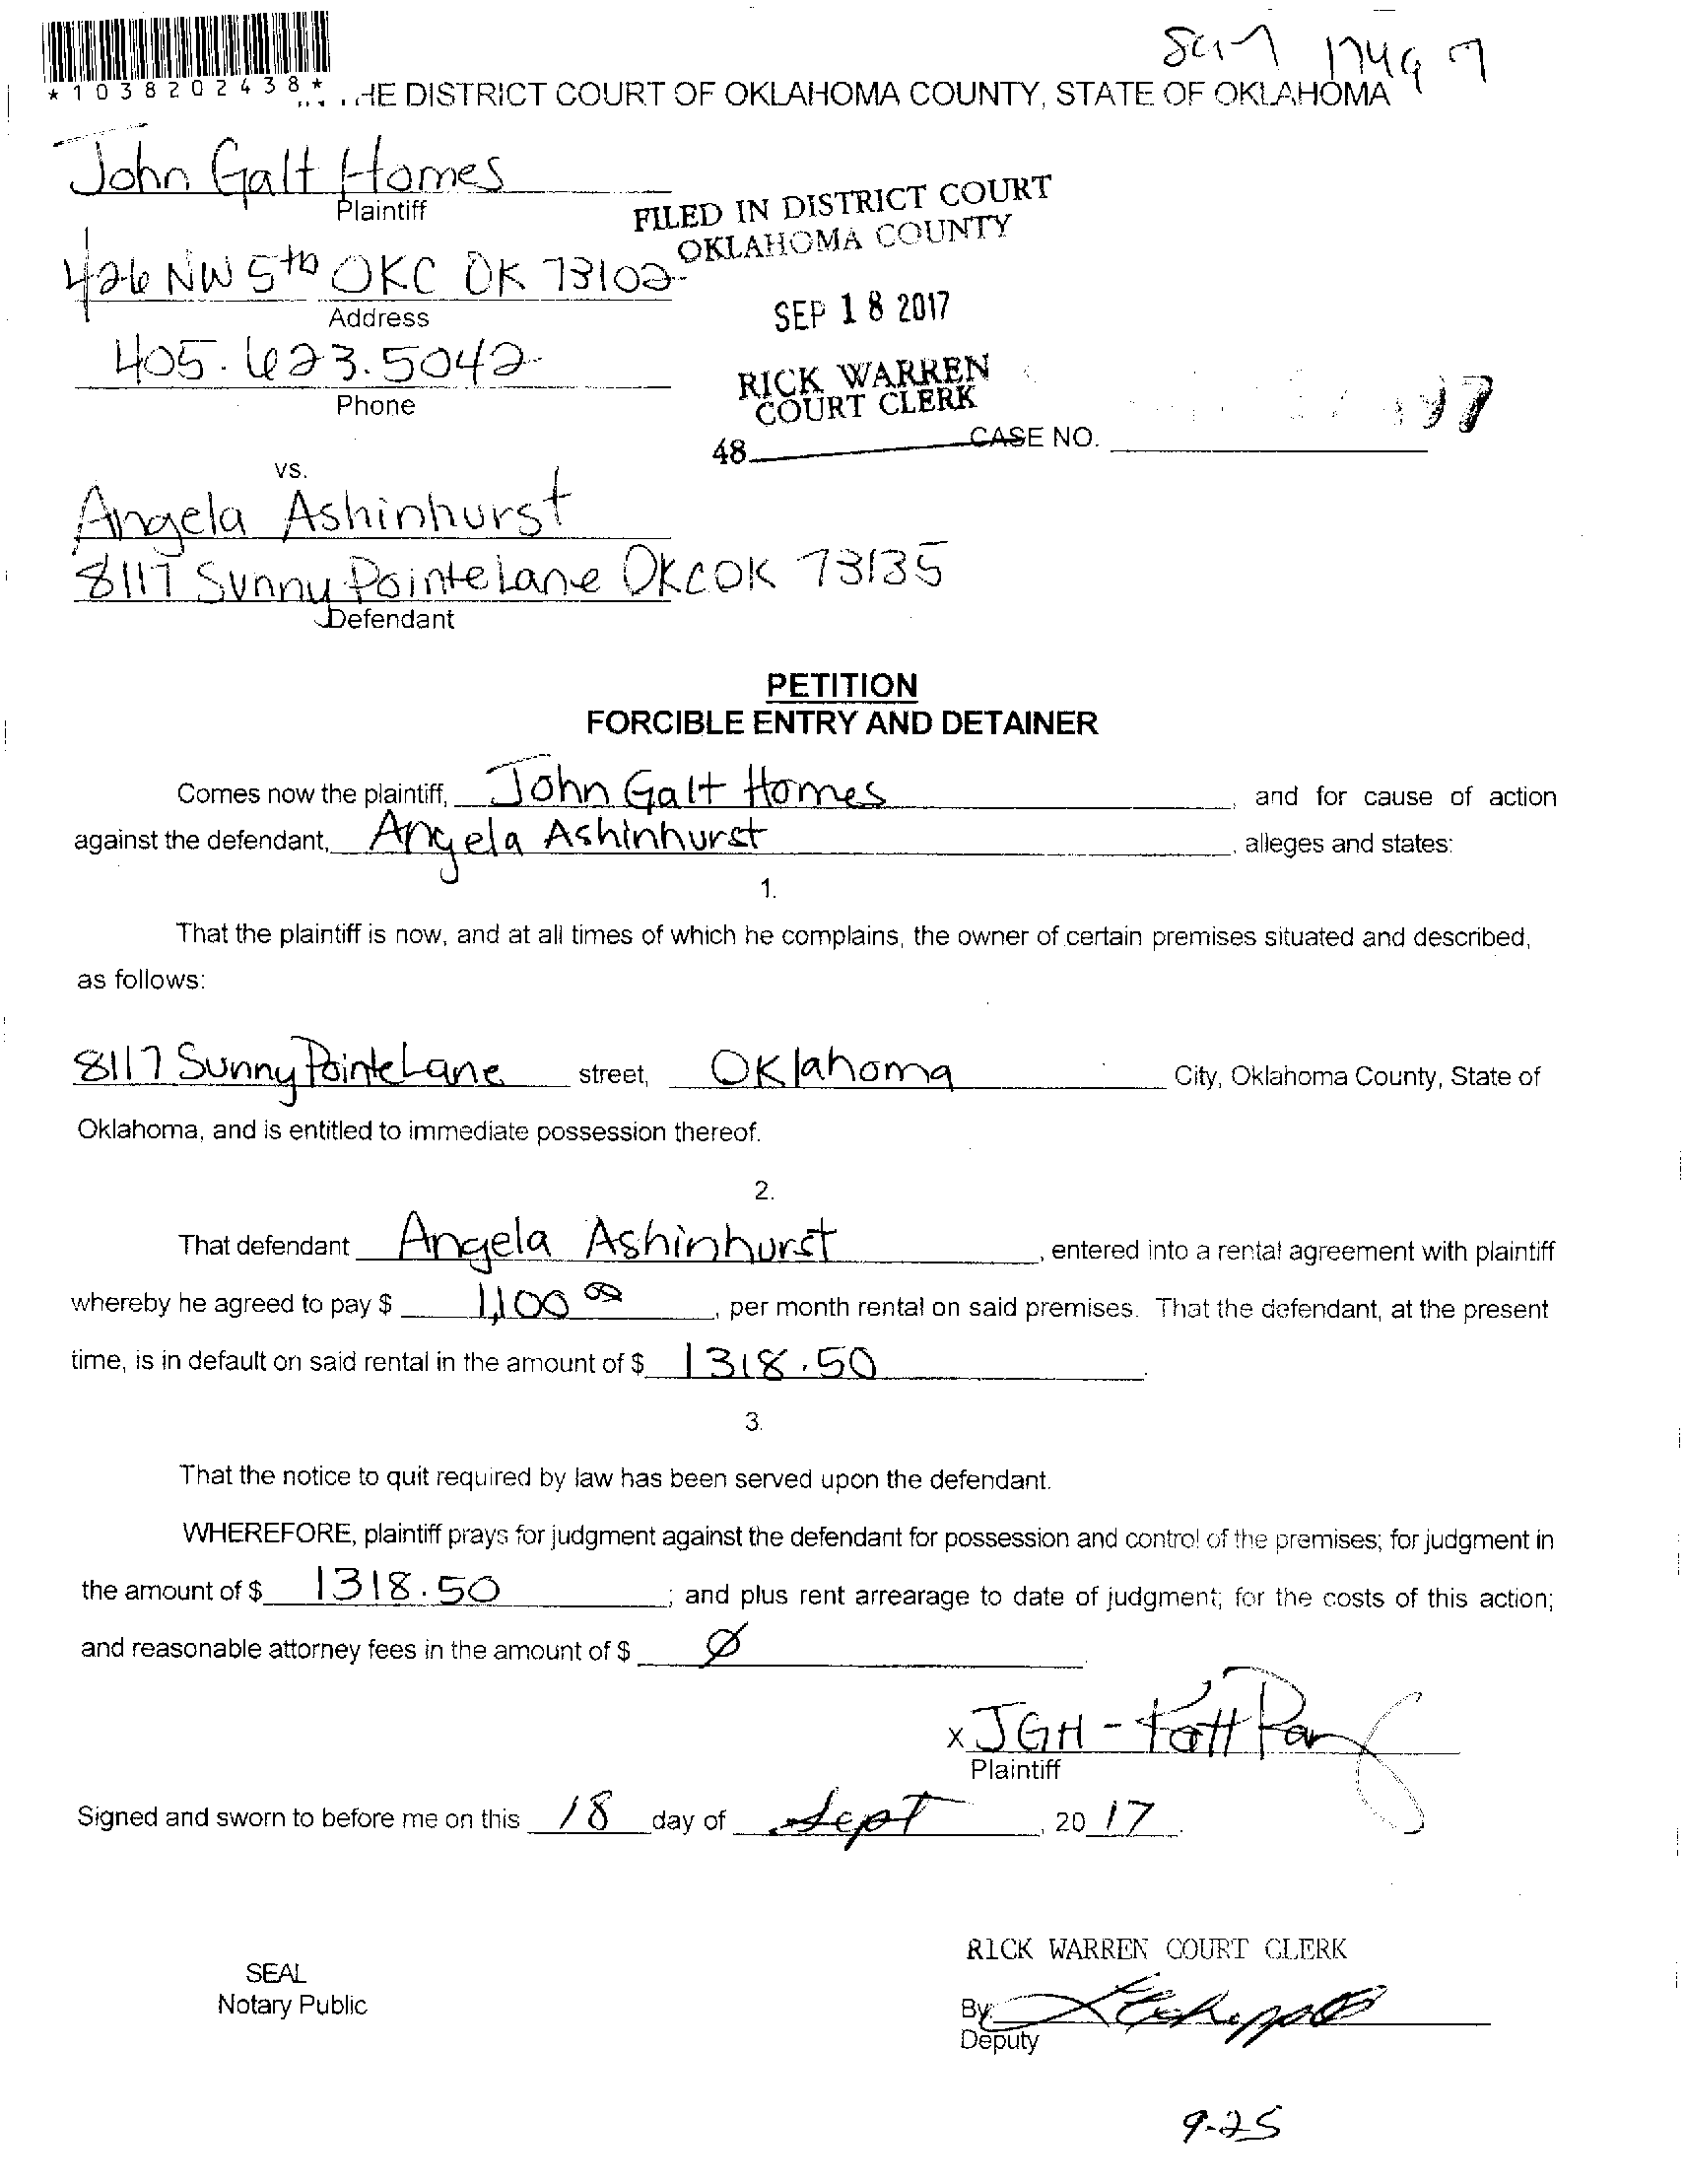 *1038202438*
HE DISTRICT COURT OF OKLAHOMA COUNTY, STATE OF OKLAHOMA
John Galt Homes
Plaintiff
FILED IN DISTRICT COURT
OKLAHOMA COUNTY
426 NW 5th OKC OK 73102
Address
SEP 18 2017
405.623.5042
Phone
RICK WARREN
COURT CLERK
48
CASE NO.
vs.
Angela Ashinhurst
8117 Sunny Pointe Lane OKC OK 73135
Defendant
PETITION
FORCIBLE ENTRY AND DETAINER
Comes now the plaintiff, John Galt Homes, and for cause of action
against the defendant, Angela Ashinhurst, alleges and states:
1.
That the plaintiff is now, and at all times of which he complains, the owner of certain premises situated and described,
as follows:
8117 Sunny Pointe Lane street, Oklahoma City, Oklahoma County, State of
Oklahoma, and is entitled to immediate possession thereof.
2.
That defendant Angela Ashinhurst, entered into a rental agreement with plaintiff
whereby he agreed to pay $ 1,100 00, per month rental on said premises. That the defendant, at the present
time, is in default on said rental in the amount of $ 1318.50.
3.
That the notice to quit required by law has been served upon the defendant.
WHEREFORE, plaintiff prays for judgment against the defendant for possession and control of the premises; for judgment in
the amount of $ 1318.50; and plus rent arrearage to date of judgment; for the costs of this action;
and reasonable attorney fees in the amount of $ Ø
x JGH -
Plaintiff
Signed and sworn to before me on this 18 day of Sept, 20 17.
RICK WARREN COURT CLERK
SEAL
Notary Public
By:
Deputy
9-25